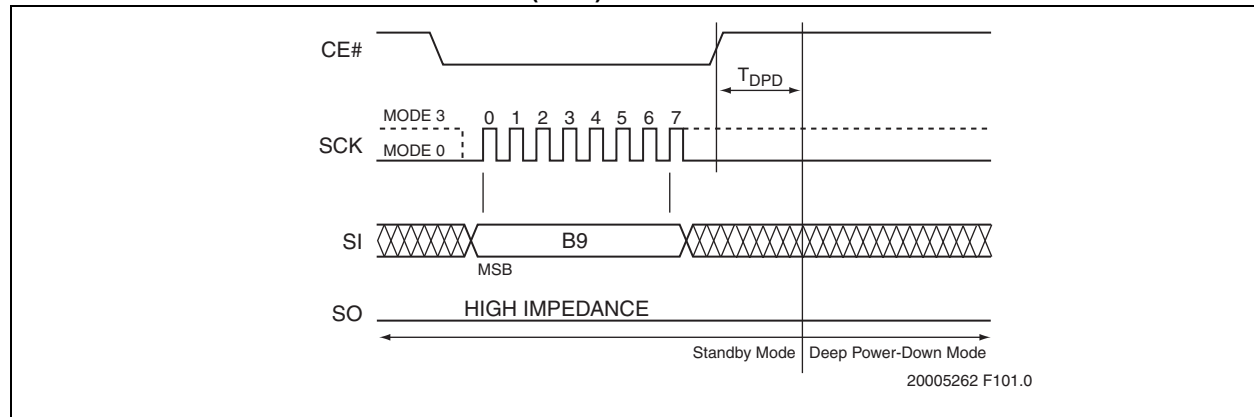 CE#
TDPD
MODE 3
0 1 2 3 4 5 6 7
SCK
MODE 0
SI
B9
MSB
SO
HIGH IMPEDANCE
Standby Mode
Deep Power-Down Mode
20005262 F101.0